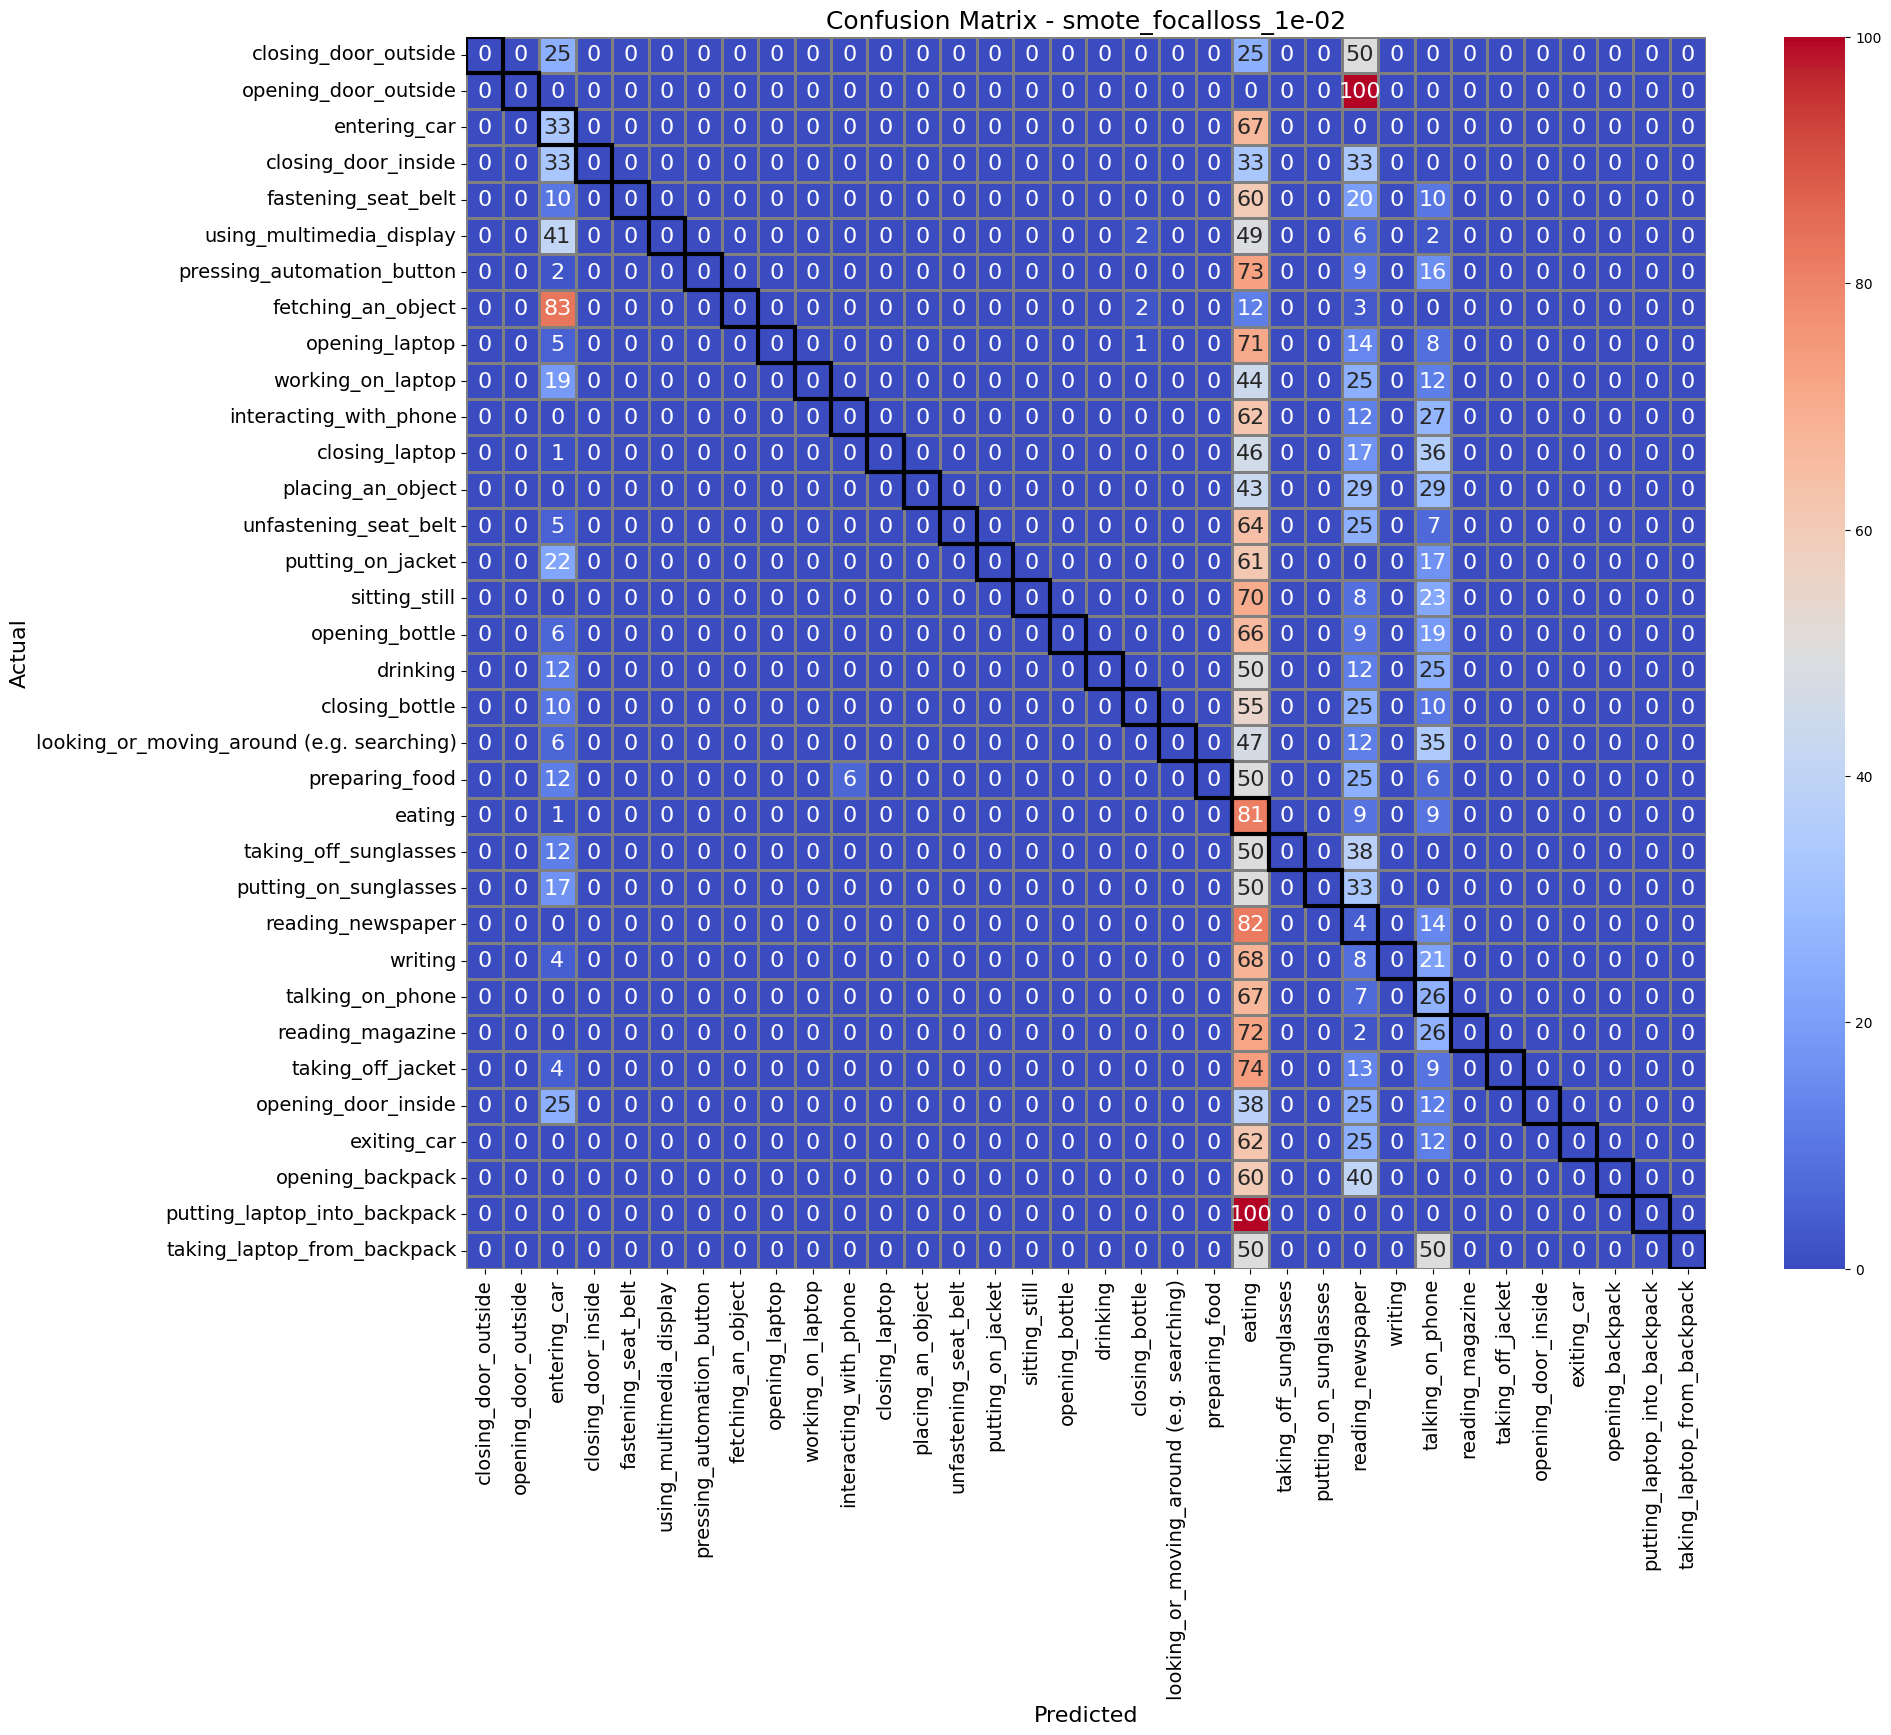 Confusion Matrix - smote_focalloss_1e-02
closing_door_outside 0 0 25 0 0 0 0 0 0 0 0 0 0 0 0 0 0 0 0 0 0 25 0 0 50 0 0 0 0 0 0 0 0 0
opening_door_outside 0 0 0 0 0 0 0 0 0 0 0 0 0 0 0 0 0 0 0 0 0 0 0 0 100 0 0 0 0 0 0 0 0 0
entering_car 0 0 33 0 0 0 0 0 0 0 0 0 0 0 0 0 0 0 0 0 0 67 0 0 0 0 0 0 0 0 0 0 0 0
closing_door_inside 0 0 33 0 0 0 0 0 0 0 0 0 0 0 0 0 0 0 0 0 0 33 0 0 33 0 0 0 0 0 0 0 0 0
fastening_seat_belt 0 0 10 0 0 0 0 0 0 0 0 0 0 0 0 0 0 0 0 0 0 60 0 0 20 0 10 0 0 0 0 0 0 0
using_multimedia_display 0 0 41 0 0 0 0 0 0 0 0 0 0 0 0 0 0 0 2 0 0 49 0 0 6 0 2 0 0 0 0 0 0 0
pressing_automation_button 0 0 2 0 0 0 0 0 0 0 0 0 0 0 0 0 0 0 0 0 0 73 0 0 9 0 16 0 0 0 0 0 0 0
fetching_an_object 0 0 83 0 0 0 0 0 0 0 0 0 0 0 0 0 0 0 2 0 0 12 0 0 3 0 0 0 0 0 0 0 0 0
opening_laptop 0 0 5 0 0 0 0 0 0 0 0 0 0 0 0 0 0 0 1 0 0 71 0 0 14 0 8 0 0 0 0 0 0 0
working_on_laptop 0 0 19 0 0 0 0 0 0 0 0 0 0 0 0 0 0 0 0 0 0 44 0 0 25 0 12 0 0 0 0 0 0 0
interacting_with_phone 0 0 0 0 0 0 0 0 0 0 0 0 0 0 0 0 0 0 0 0 0 62 0 0 12 0 27 0 0 0 0 0 0 0
closing_laptop 0 0 1 0 0 0 0 0 0 0 0 0 0 0 0 0 0 0 0 0 0 46 0 0 17 0 36 0 0 0 0 0 0 0
placing_an_object 0 0 0 0 0 0 0 0 0 0 0 0 0 0 0 0 0 0 0 0 0 43 0 0 29 0 29 0 0 0 0 0 0 0
unfastening_seat_belt 0 0 5 0 0 0 0 0 0 0 0 0 0 0 0 0 0 0 0 0 0 64 0 0 25 0 7 0 0 0 0 0 0 0
putting_on_jacket 0 0 22 0 0 0 0 0 0 0 0 0 0 0 0 0 0 0 0 0 0 61 0 0 0 0 17 0 0 0 0 0 0 0
sitting_still 0 0 0 0 0 0 0 0 0 0 0 0 0 0 0 0 0 0 0 0 0 70 0 0 8 0 23 0 0 0 0 0 0 0
opening_bottle 0 0 6 0 0 0 0 0 0 0 0 0 0 0 0 0 0 0 0 0 0 66 0 0 9 0 19 0 0 0 0 0 0 0
drinking 0 0 12 0 0 0 0 0 0 0 0 0 0 0 0 0 0 0 0 0 0 50 0 0 12 0 25 0 0 0 0 0 0 0
closing_bottle 0 0 10 0 0 0 0 0 0 0 0 0 0 0 0 0 0 0 0 0 0 55 0 0 25 0 10 0 0 0 0 0 0 0
looking_or_moving_around (e.g. searching) 0 0 6 0 0 0 0 0 0 0 0 0 0 0 0 0 0 0 0 0 0 47 0 0 12 0 35 0 0 0 0 0 0 0
preparing_food 0 0 12 0 0 0 0 0 0 0 6 0 0 0 0 0 0 0 0 0 0 50 0 0 25 0 6 0 0 0 0 0 0 0
eating 0 0 1 0 0 0 0 0 0 0 0 0 0 0 0 0 0 0 0 0 0 81 0 0 9 0 9 0 0 0 0 0 0 0
taking_off_sunglasses 0 0 12 0 0 0 0 0 0 0 0 0 0 0 0 0 0 0 0 0 0 50 0 0 38 0 0 0 0 0 0 0 0 0
putting_on_sunglasses 0 0 17 0 0 0 0 0 0 0 0 0 0 0 0 0 0 0 0 0 0 50 0 0 33 0 0 0 0 0 0 0 0 0
reading_newspaper 0 0 0 0 0 0 0 0 0 0 0 0 0 0 0 0 0 0 0 0 0 82 0 0 4 0 14 0 0 0 0 0 0 0
writing 0 0 4 0 0 0 0 0 0 0 0 0 0 0 0 0 0 0 0 0 0 68 0 0 8 0 21 0 0 0 0 0 0 0
talking_on_phone 0 0 0 0 0 0 0 0 0 0 0 0 0 0 0 0 0 0 0 0 0 67 0 0 7 0 26 0 0 0 0 0 0 0
reading_magazine 0 0 0 0 0 0 0 0 0 0 0 0 0 0 0 0 0 0 0 0 0 72 0 0 2 0 26 0 0 0 0 0 0 0
taking_off_jacket 0 0 4 0 0 0 0 0 0 0 0 0 0 0 0 0 0 0 0 0 0 74 0 0 13 0 9 0 0 0 0 0 0 0
opening_door_inside 0 0 25 0 0 0 0 0 0 0 0 0 0 0 0 0 0 0 0 0 0 38 0 0 25 0 12 0 0 0 0 0 0 0
exiting_car 0 0 0 0 0 0 0 0 0 0 0 0 0 0 0 0 0 0 0 0 0 62 0 0 25 0 12 0 0 0 0 0 0 0
opening_backpack 0 0 0 0 0 0 0 0 0 0 0 0 0 0 0 0 0 0 0 0 0 60 0 0 40 0 0 0 0 0 0 0 0 0
putting_laptop_into_backpack 0 0 0 0 0 0 0 0 0 0 0 0 0 0 0 0 0 0 0 0 0 100 0 0 0 0 0 0 0 0 0 0 0 0
taking_laptop_from_backpack 0 0 0 0 0 0 0 0 0 0 0 0 0 0 0 0 0 0 0 0 0 50 0 0 0 0 50 0 0 0 0 0 0 0
Actual
closing_door_outside
opening_door_outside
entering_car
closing_door_inside
fastening_seat_belt
using_multimedia_display
pressing_automation_button
fetching_an_object
opening_laptop
working_on_laptop
interacting_with_phone
closing_laptop
placing_an_object
unfastening_seat_belt
putting_on_jacket
sitting_still
opening_bottle
drinking
closing_bottle
looking_or_moving_around (e.g. searching)
preparing_food
eating
taking_off_sunglasses
putting_on_sunglasses
reading_newspaper
writing
talking_on_phone
reading_magazine
taking_off_jacket
opening_door_inside
exiting_car
opening_backpack
putting_laptop_into_backpack
taking_laptop_from_backpack
Predicted
100
80
60
40
20
0